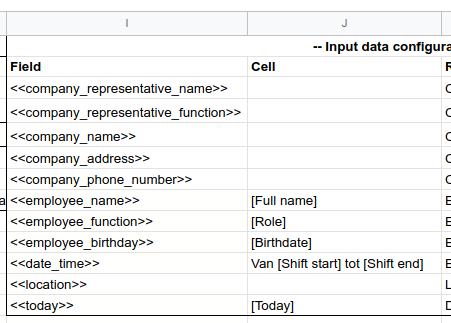 I J
-- Input data configura
Field Cell R
<<company_representative_name>> C
<<company_representative_function>> C
<<company_name>> C
<<company_address>> C
<<company_phone_number>> C
a <<employee_name>> [Full name] E
<<employee_function>> [Role] E
<<employee_birthday>> [Birthdate] E
<<date_time>> Van [Shift start] tot [Shift end] E
<<location>> L
<<today>> [Today] D